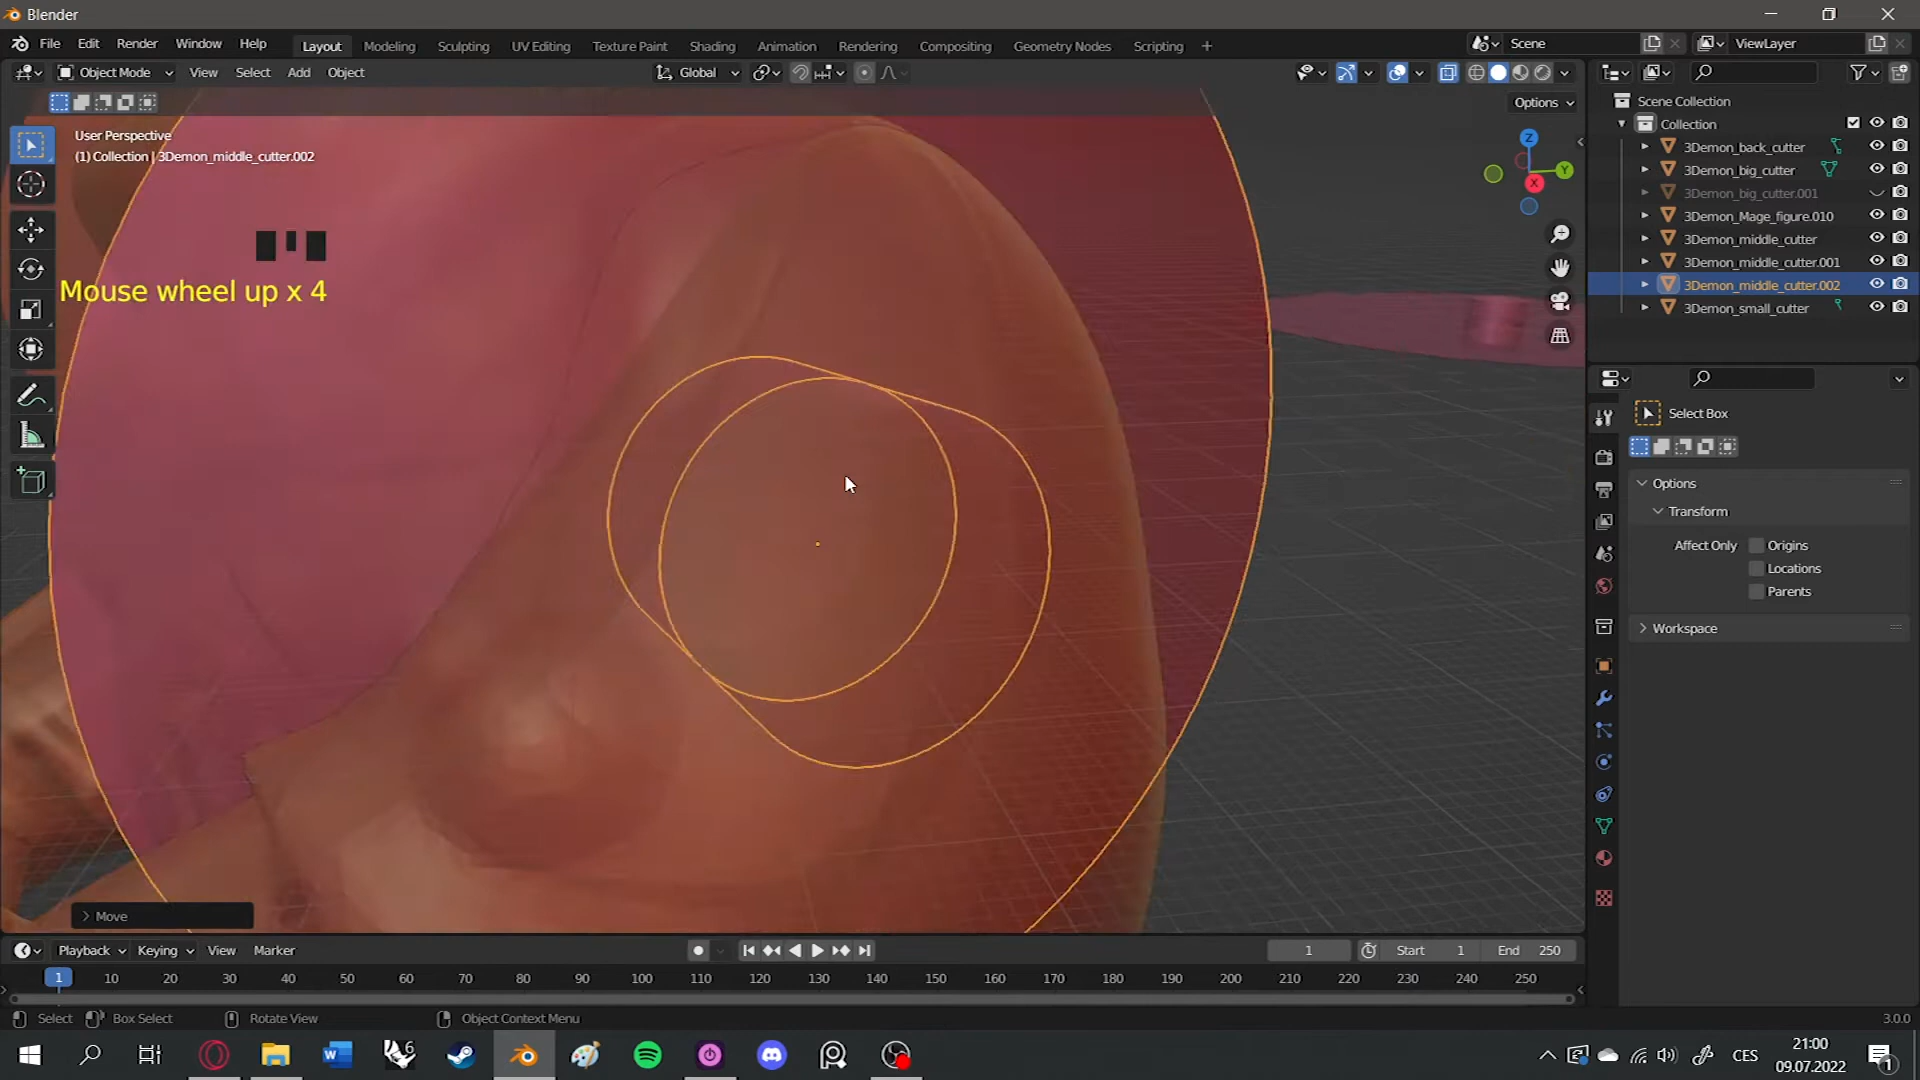 Blender
File Edit Render Window Help
Layout Modeling Sculpting UV Editing Texture Paint Shading Animation Rendering Compositing Geometry Nodes Scripting +
Scene
ViewLayer
Object Mode View Select Add Object
Global
Options
User Perspective
(1) Collection | 3Demon_middle_cutter.002
Mouse wheel up x 4
Z
Y
X
Scene Collection
Collection
3Demon_back_cutter
3Demon_big_cutter
3Demon_big_cutter.001
3Demon_Mage_figure.010
3Demon_middle_cutter
3Demon_middle_cutter.001
3Demon_middle_cutter.002
3Demon_small_cutter
Select Box
Options
Transform
Affect Only Origins
Locations
Parents
Workspace
Move
Playback Keying View Marker
1 Start 1 End 250
1 10 20 30 40 50 60 70 80 90 100 110 120 130 140 150 160 170 180 190 200 210 220 230 240 250
Select Box Select Rotate View Object Context Menu 3.0.0
6
W
CES
21:00
09.07.2022
1